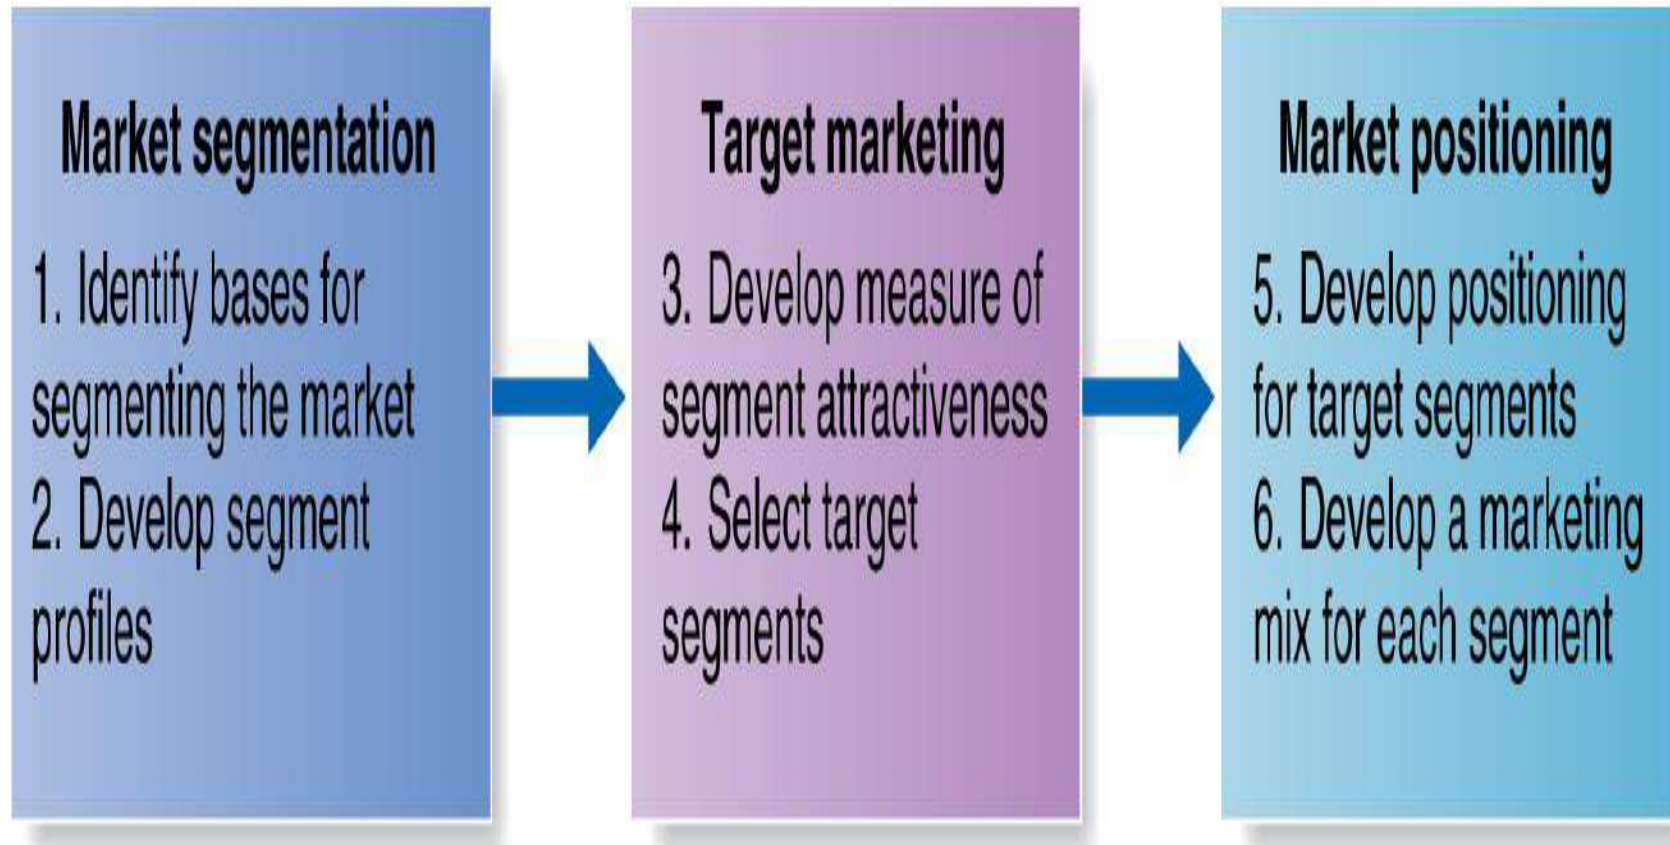 Market segmentation
1. Identify bases for
segmenting the market
2. Develop segment
profiles
Target marketing
3. Develop measure of
segment attractiveness
4. Select target
segments
Market positioning
5. Develop positioning
for target segments
6. Develop a marketing
mix for each segment